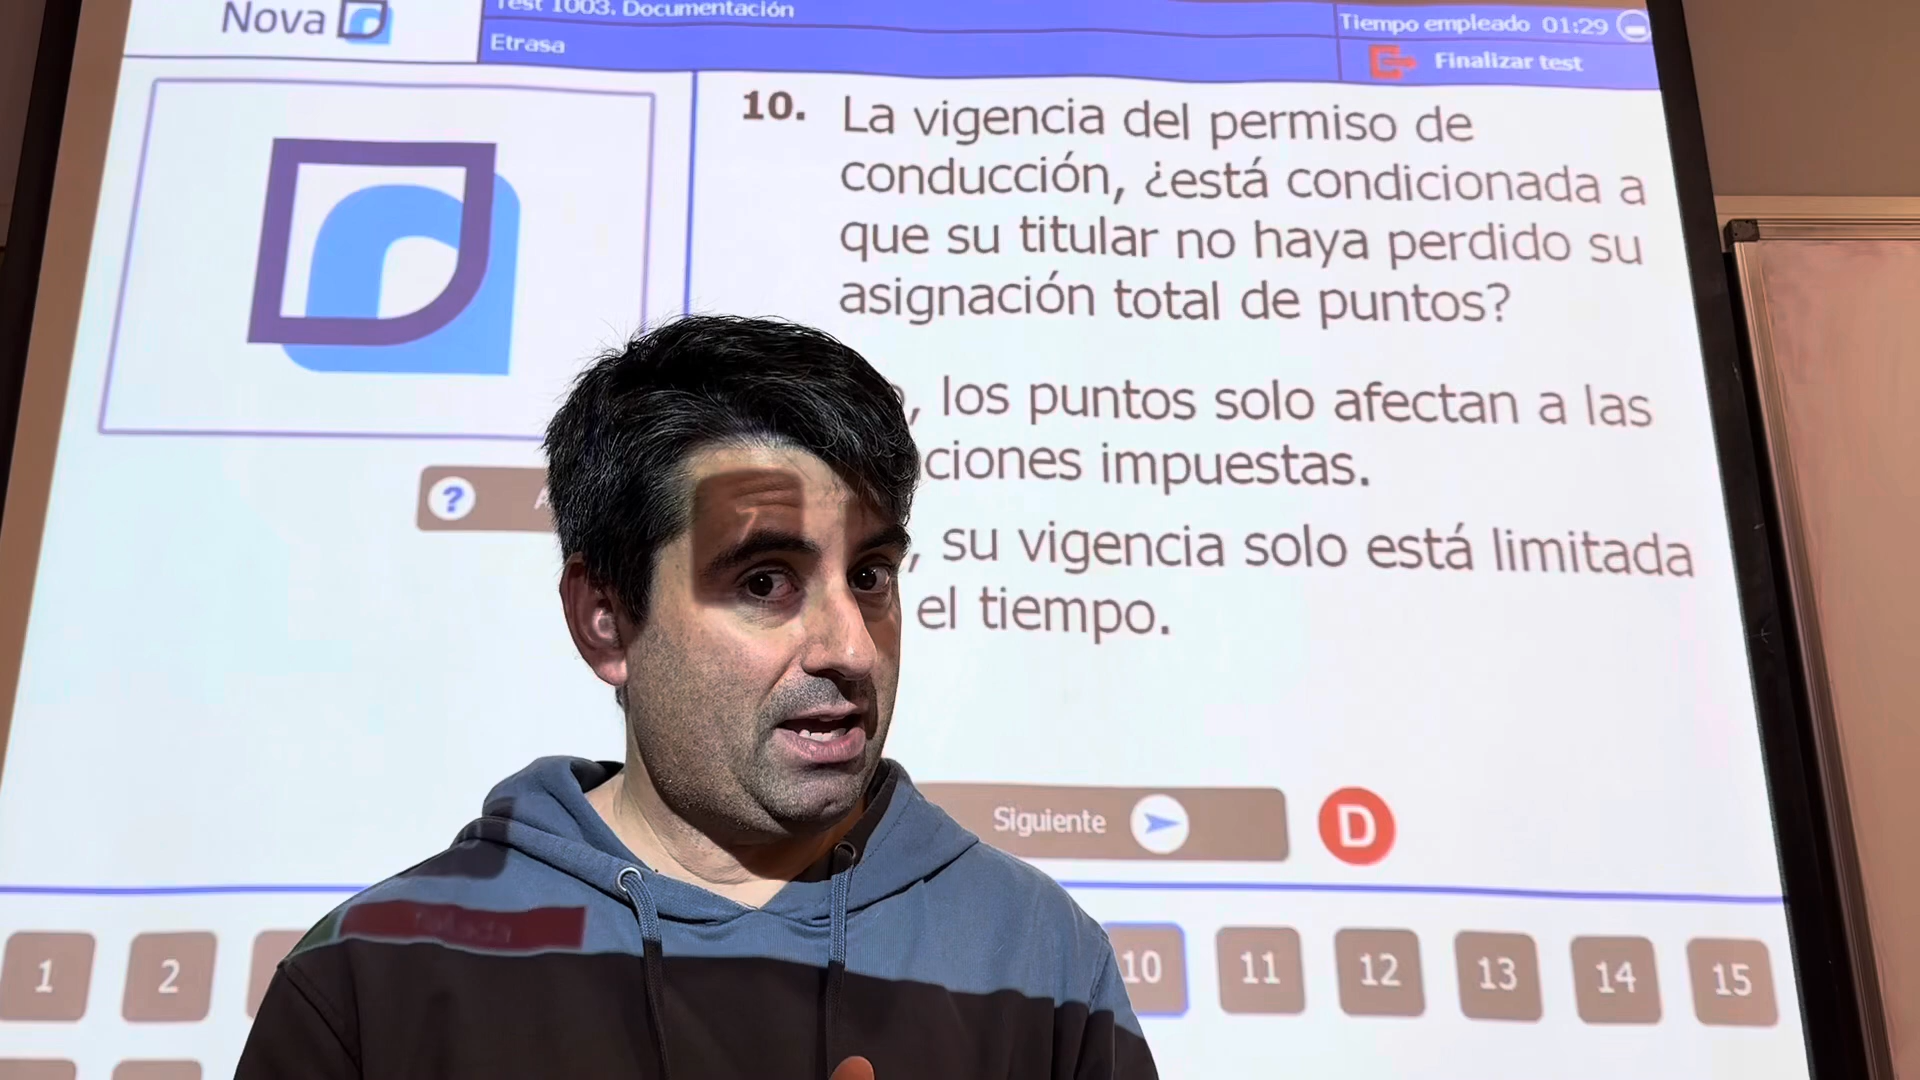 Nova
Test 1003. Documentación
Etrasa
Tiempo empleado 01:29
Finalizar test
10. La vigencia del permiso de
conducción, ¿está condicionada a
que su titular no haya perdido su
asignación total de puntos?
, los puntos solo afectan a las
ciones impuestas.
, su vigencia solo está limitada
el tiempo.
?
Siguiente
D
1 2 10 11 12 13 14 15